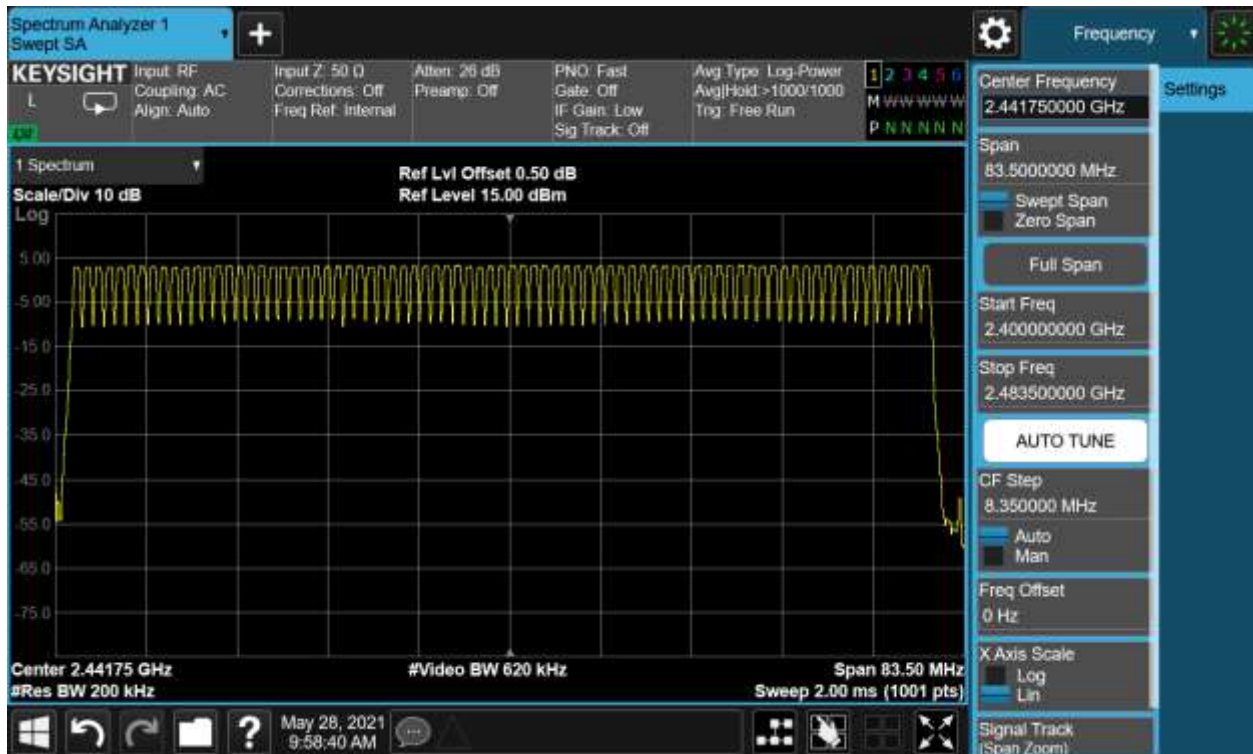 Spectrum Analyzer 1
Swept SA
+
Frequency
KEYSIGHT
L
Input: RF
Coupling: AC
Align: Auto
Input Z: 50 Ω
Corrections: Off
Freq Ref: Internal
Atten: 26 dB
Preamp: Off
PNO: Fast
Gate: Off
IF Gain: Low
Sig Track: Off
Avg Type: Log-Power
Avg|Hold:>1000/1000
Trig: Free Run
1 2 3 4 5 6
M W W W W W
P N N N N N
1 Spectrum
Scale/Div 10 dB
Log
Ref Lvl Offset 0.50 dB
Ref Level 15.00 dBm
5.00
-5.00
-15.0
-25.0
-35.0
-45.0
-55.0
-65.0
-75.0
Center 2.44175 GHz
#Res BW 200 kHz
#Video BW 620 kHz
Span 83.50 MHz
Sweep 2.00 ms (1001 pts)
?
May 28, 2021
9:58:40 AM
Center Frequency
2.441750000 GHz
Span
83.5000000 MHz
Swept Span
Zero Span
Full Span
Start Freq
2.400000000 GHz
Stop Freq
2.483500000 GHz
AUTO TUNE
CF Step
8.350000 MHz
Auto
Man
Freq Offset
0 Hz
X Axis Scale
Log
Lin
Signal Track
(Span Zoom)
Settings